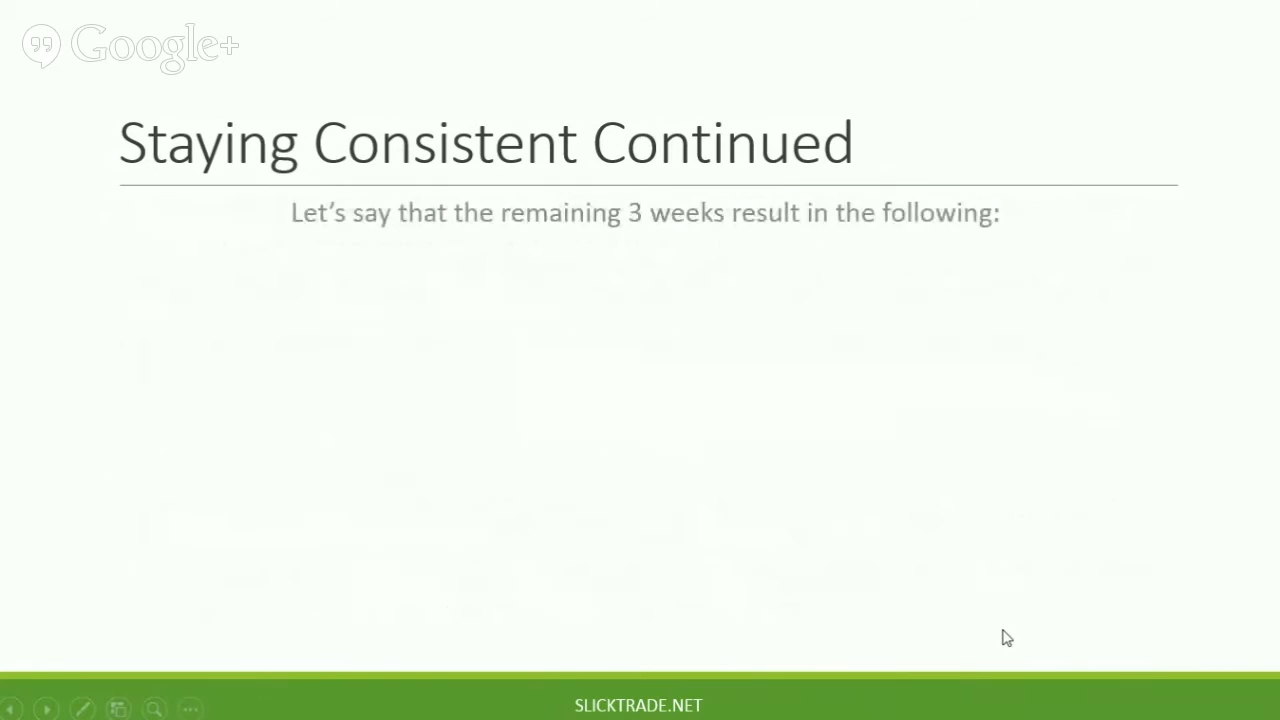 Google+
Staying Consistent Continued
Let’s say that the remaining 3 weeks result in the following:
SLICKTRADE.NET